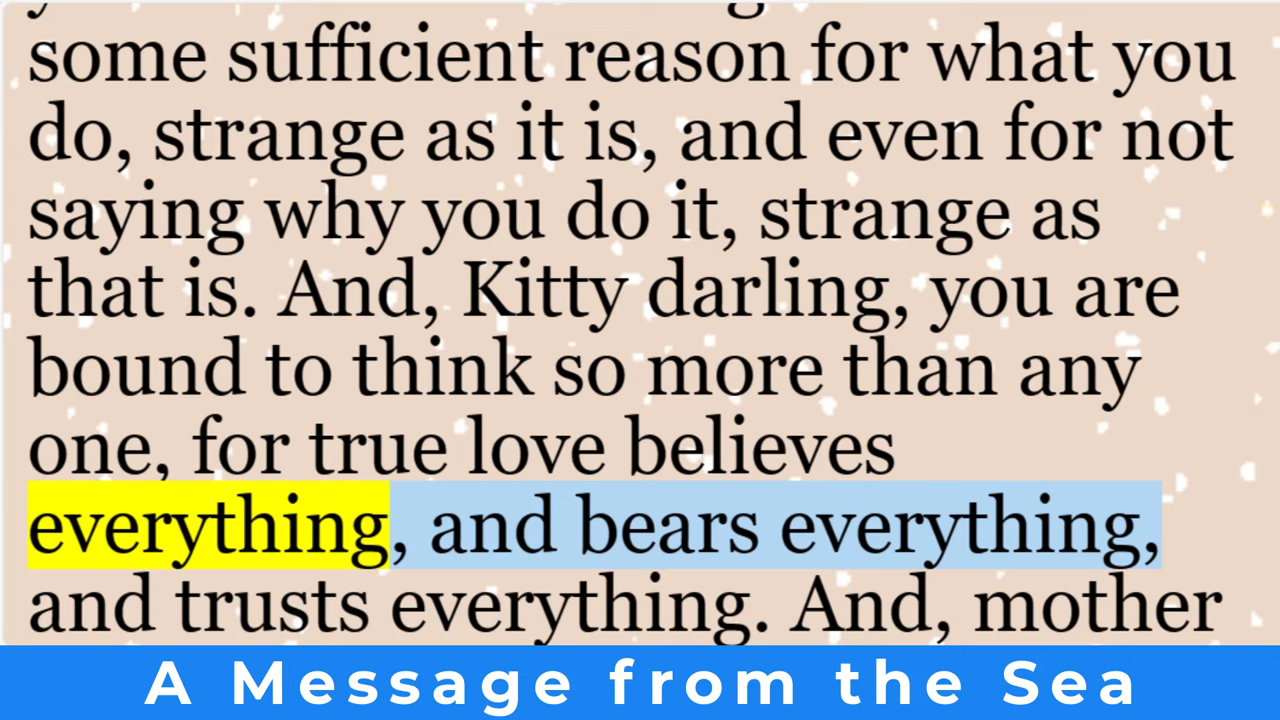 some sufficient reason for what you
do, strange as it is, and even for not
saying why you do it, strange as
that is. And, Kitty darling, you are
bound to think so more than any
one, for true love believes
everything, and bears everything,
and trusts everything. And, mother
A Message from the Sea